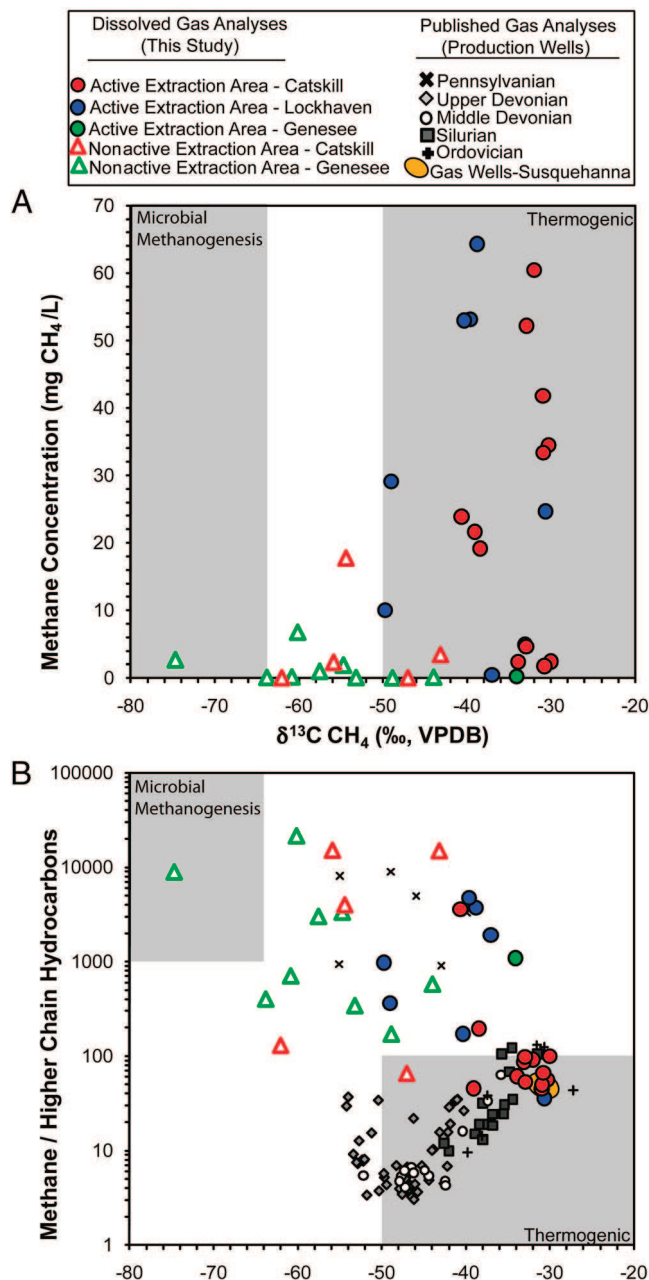 Dissolved Gas Analyses
(This Study)
Active Extraction Area - Catskill
Active Extraction Area - Lockhaven
Active Extraction Area - Genesee
Nonactive Extraction Area - Catskill
Nonactive Extraction Area - Genesee
Published Gas Analyses
(Production Wells)
Pennsylvanian
Upper Devonian
Middle Devonian
Silurian
Ordovician
Gas Wells-Susquehanna
A
Methane Concentration (mg CH₄/L)
70
60
50
40
30
20
10
0
Microbial
Methanogenesis
Thermogenic
-80 -70 -60 -50 -40 -30 -20
δ¹³C CH₄ (‰, VPDB)
B
Methane / Higher Chain Hydrocarbons
100000
10000
1000
100
10
1
Microbial
Methanogenesis
Thermogenic
-80 -70 -60 -50 -40 -30 -20